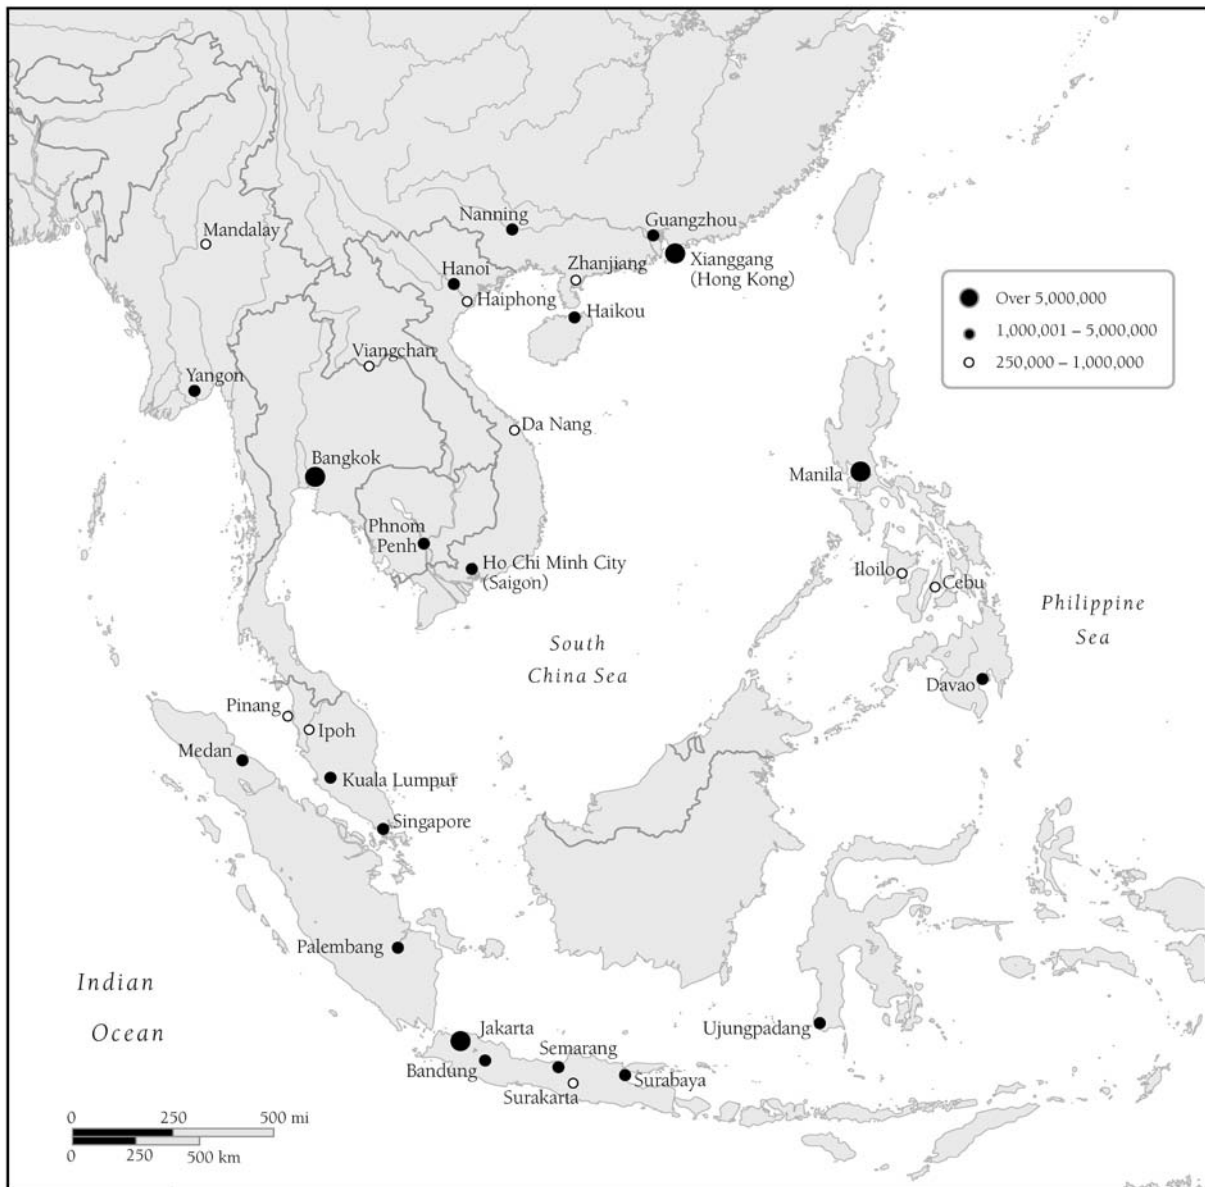 Nanning
Guangzhou
Mandalay
Xianggang
(Hong Kong)
Hanoi
Zhanjiang
Haiphong
Haikou
Over 5,000,000
1,000,001 – 5,000,000
250,000 – 1,000,000
Viangchan
Yangon
Da Nang
Bangkok
Manila
Phnom
Penh
Ho Chi Minh City
(Saigon)
Iloilo
Cebu
Philippine
Sea
South
China Sea
Davao
Pinang
Ipoh
Medan
Kuala Lumpur
Singapore
Palembang
Indian
Ocean
Jakarta
Ujungpadang
Semarang
Bandung
Surabaya
Surakarta
0 250 500 mi
0 250 500 km